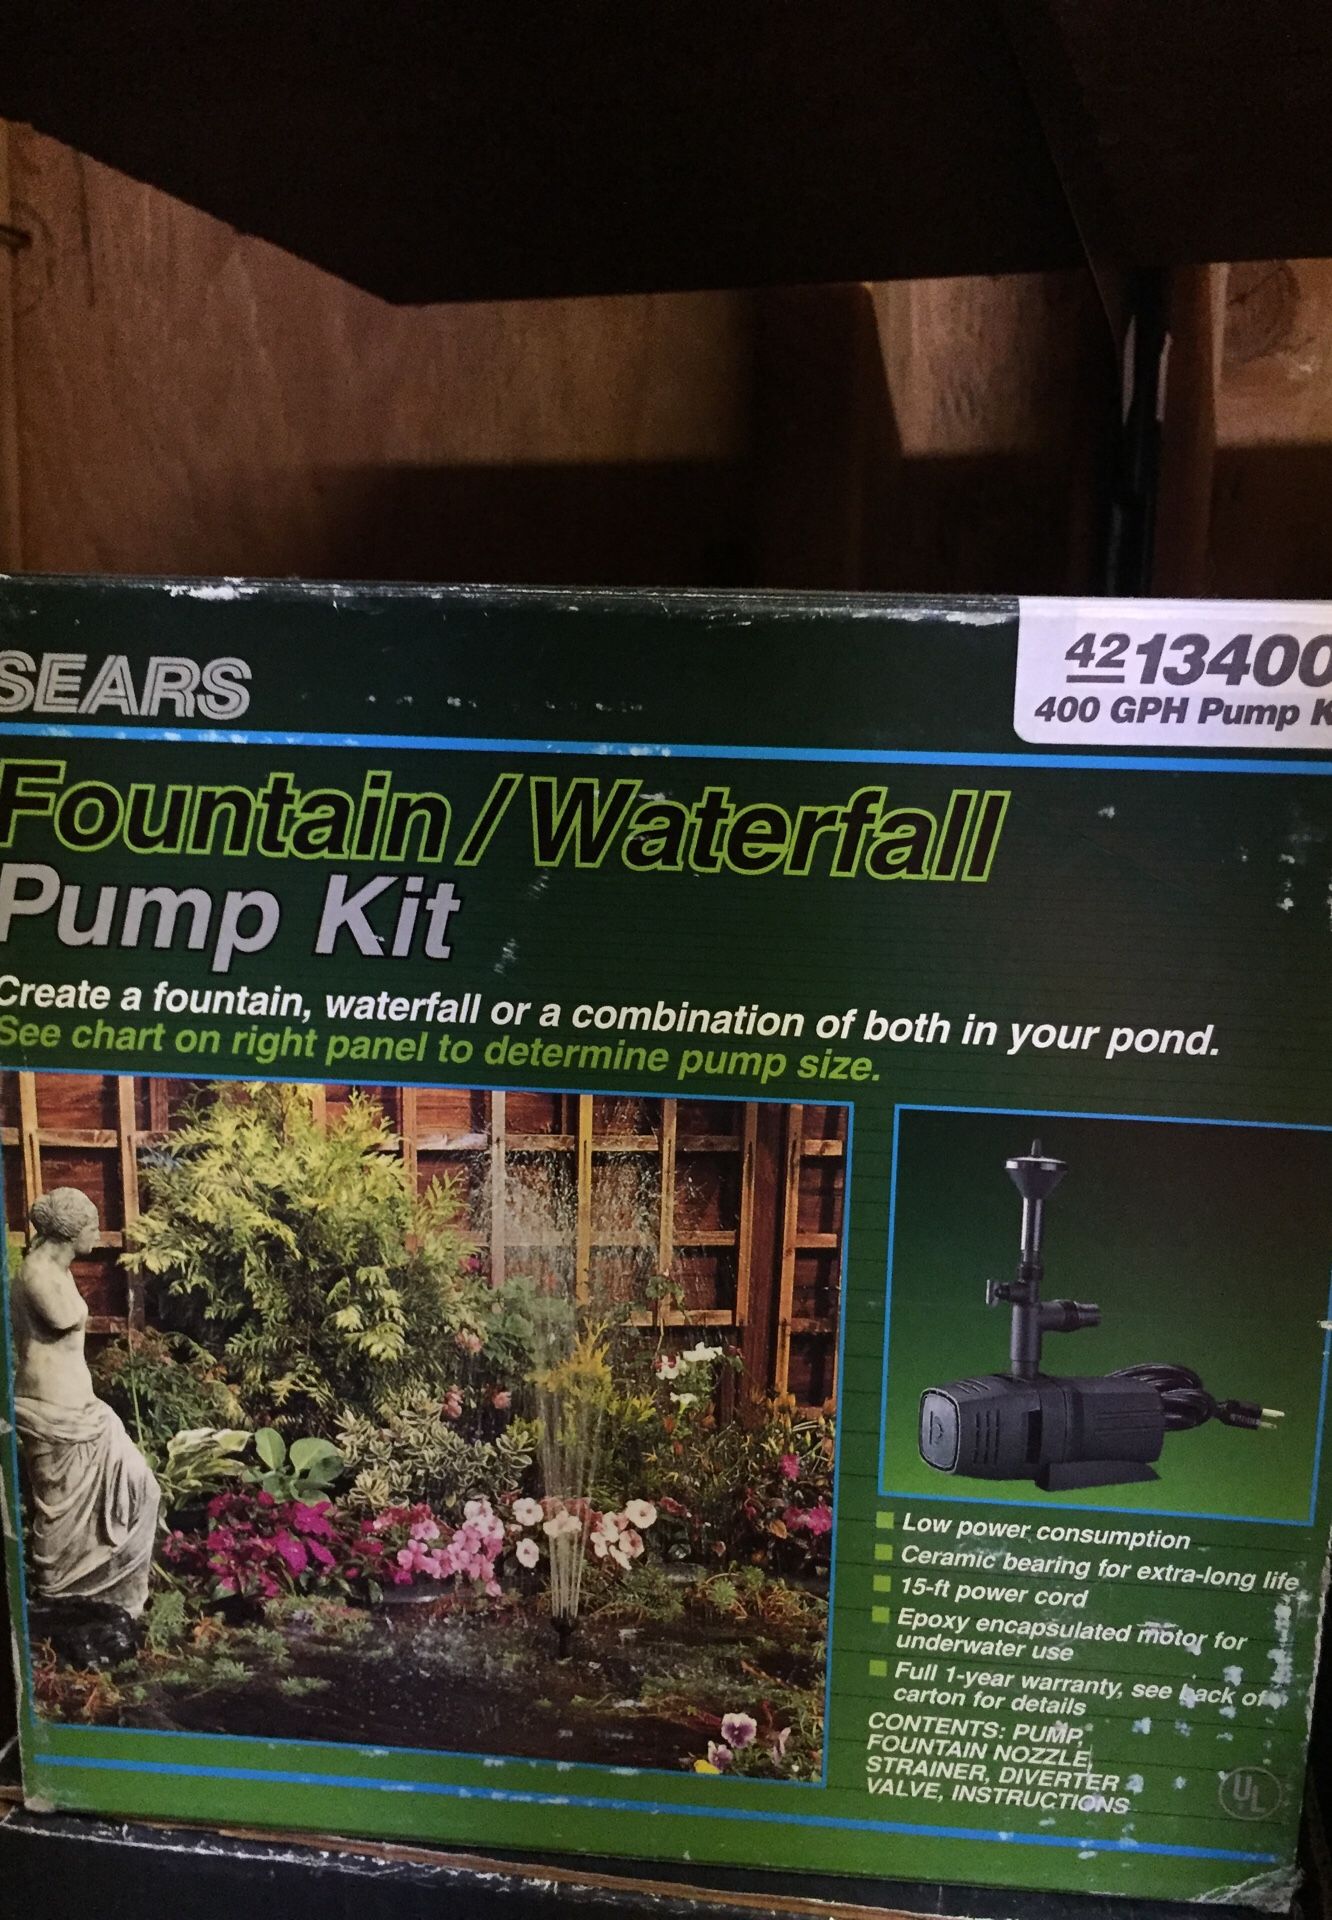 SEARS
4213400
400 GPH Pump
Fountain/Waterfall
Pump Kit
Create a fountain, waterfall or a combination of both in your pond.
See chart on right panel to determine pump size.
Low power consumption
Ceramic bearing for extra-long life
15-ft power cord
Epoxy encapsulated motor for
underwater use
Full 1-year warranty, see back of
carton for details
CONTENTS: PUMP,
FOUNTAIN NOZZLE,
STRAINER, DIVERTER
VALVE, INSTRUCTIONS
UL